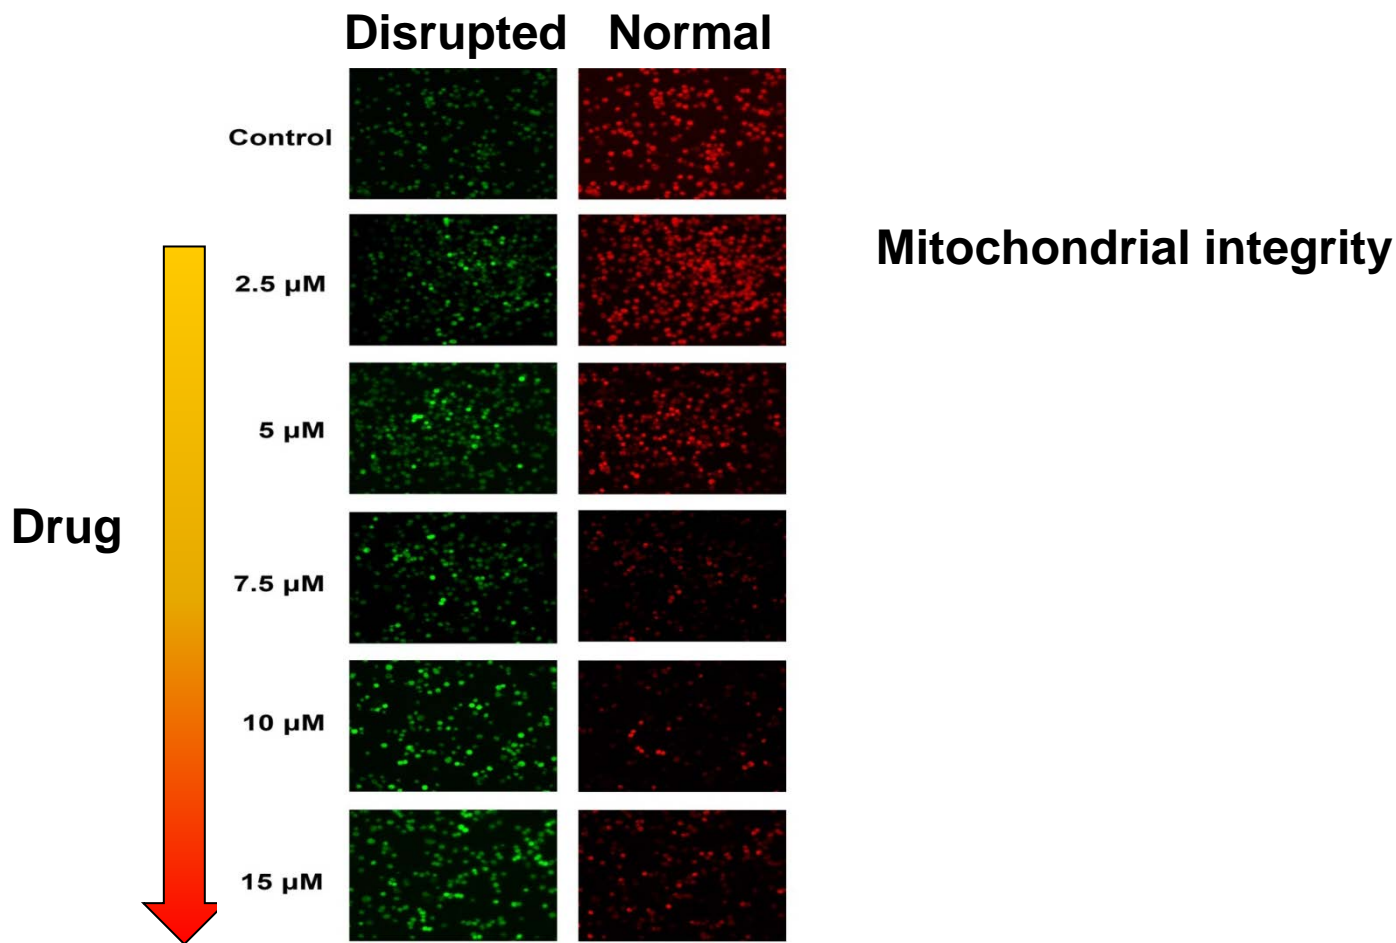 Disrupted Normal
Control
Mitochondrial integrity
2.5 µM
5 µM
Drug
7.5 µM
10 µM
15 µM